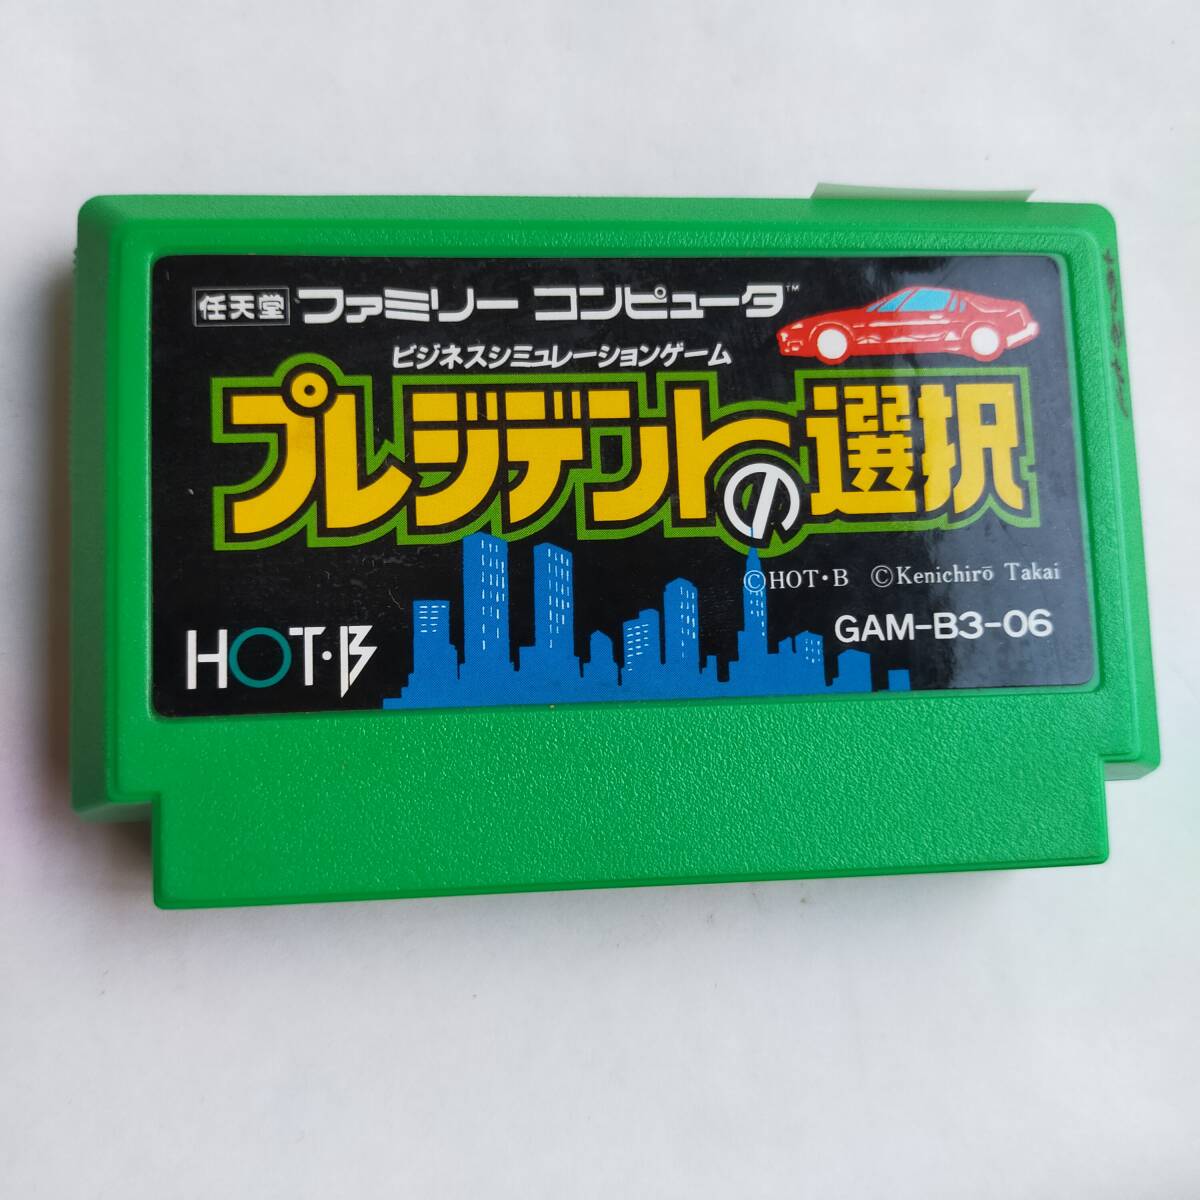 任天堂 ファミリー コンピュータ™
ビジネスシミュレーションゲーム
プレジデントの選択
©HOT・B ©Kenichirō Takai
HOT・B
GAM-B3-06